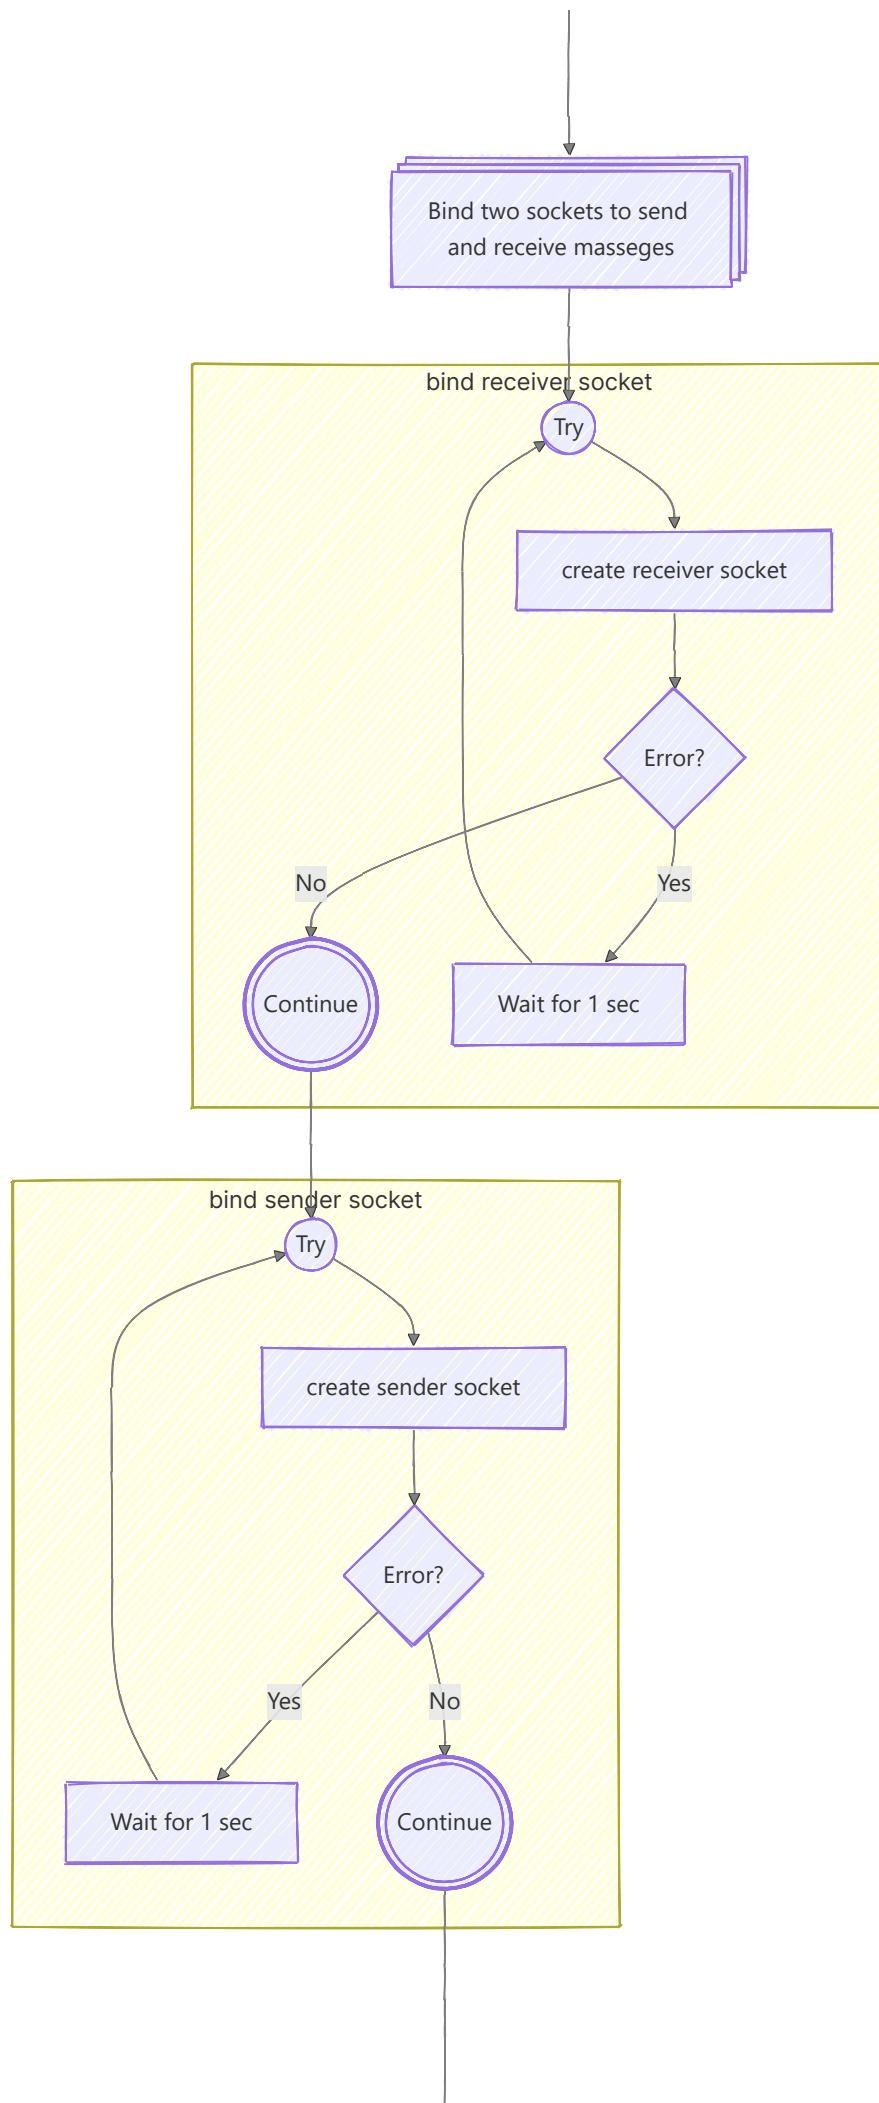 Bind two sockets to send
and receive masseges
bind receiver socket
Try
create receiver socket
Error?
No
Yes
Continue
Wait for 1 sec
bind sender socket
Try
create sender socket
Error?
Yes
No
Wait for 1 sec
Continue